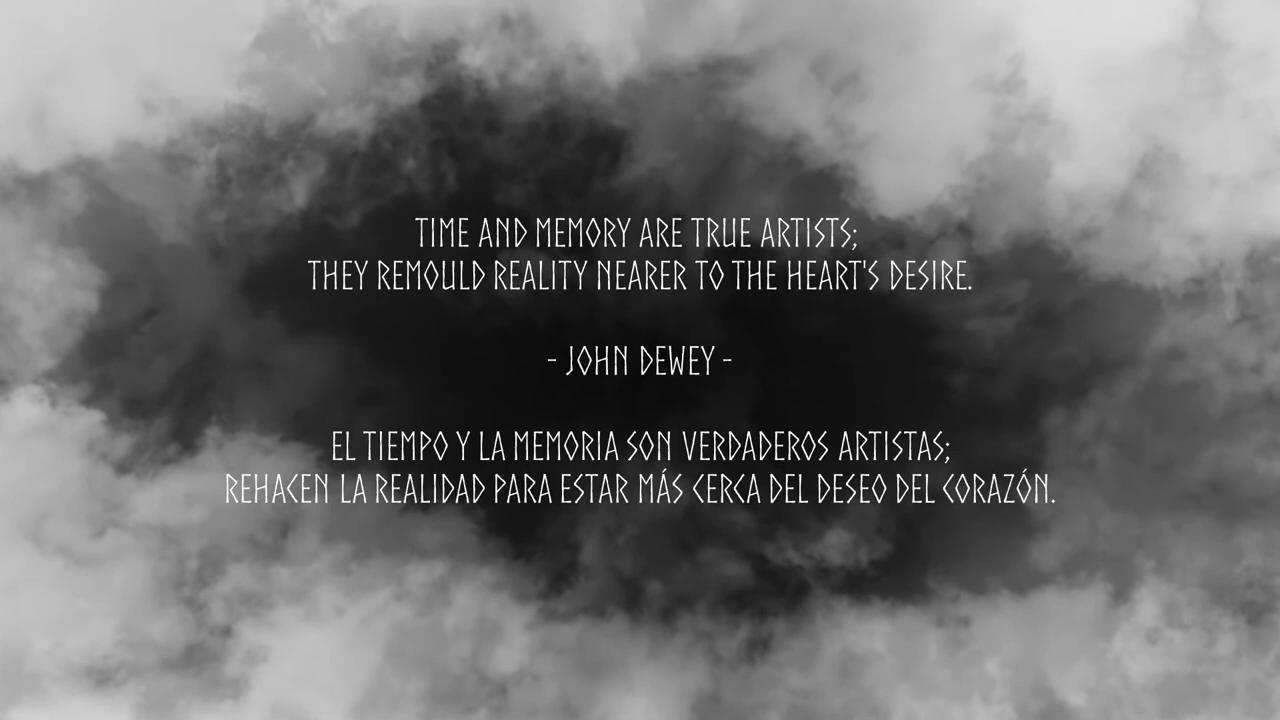 TIME AND MEMORY ARE TRUE ARTISTS;
THEY REMOULD REALITY NEARER TO THE HEART'S DESIRE.
- JOHN DEWEY -
EL TIEMPO Y LA MEMORIA SON VERDADEROS ARTISTAS;
REHACEN LA REALIDAD PARA ESTAR MÁS CERCA DEL DESEO DEL CORAZÓN.